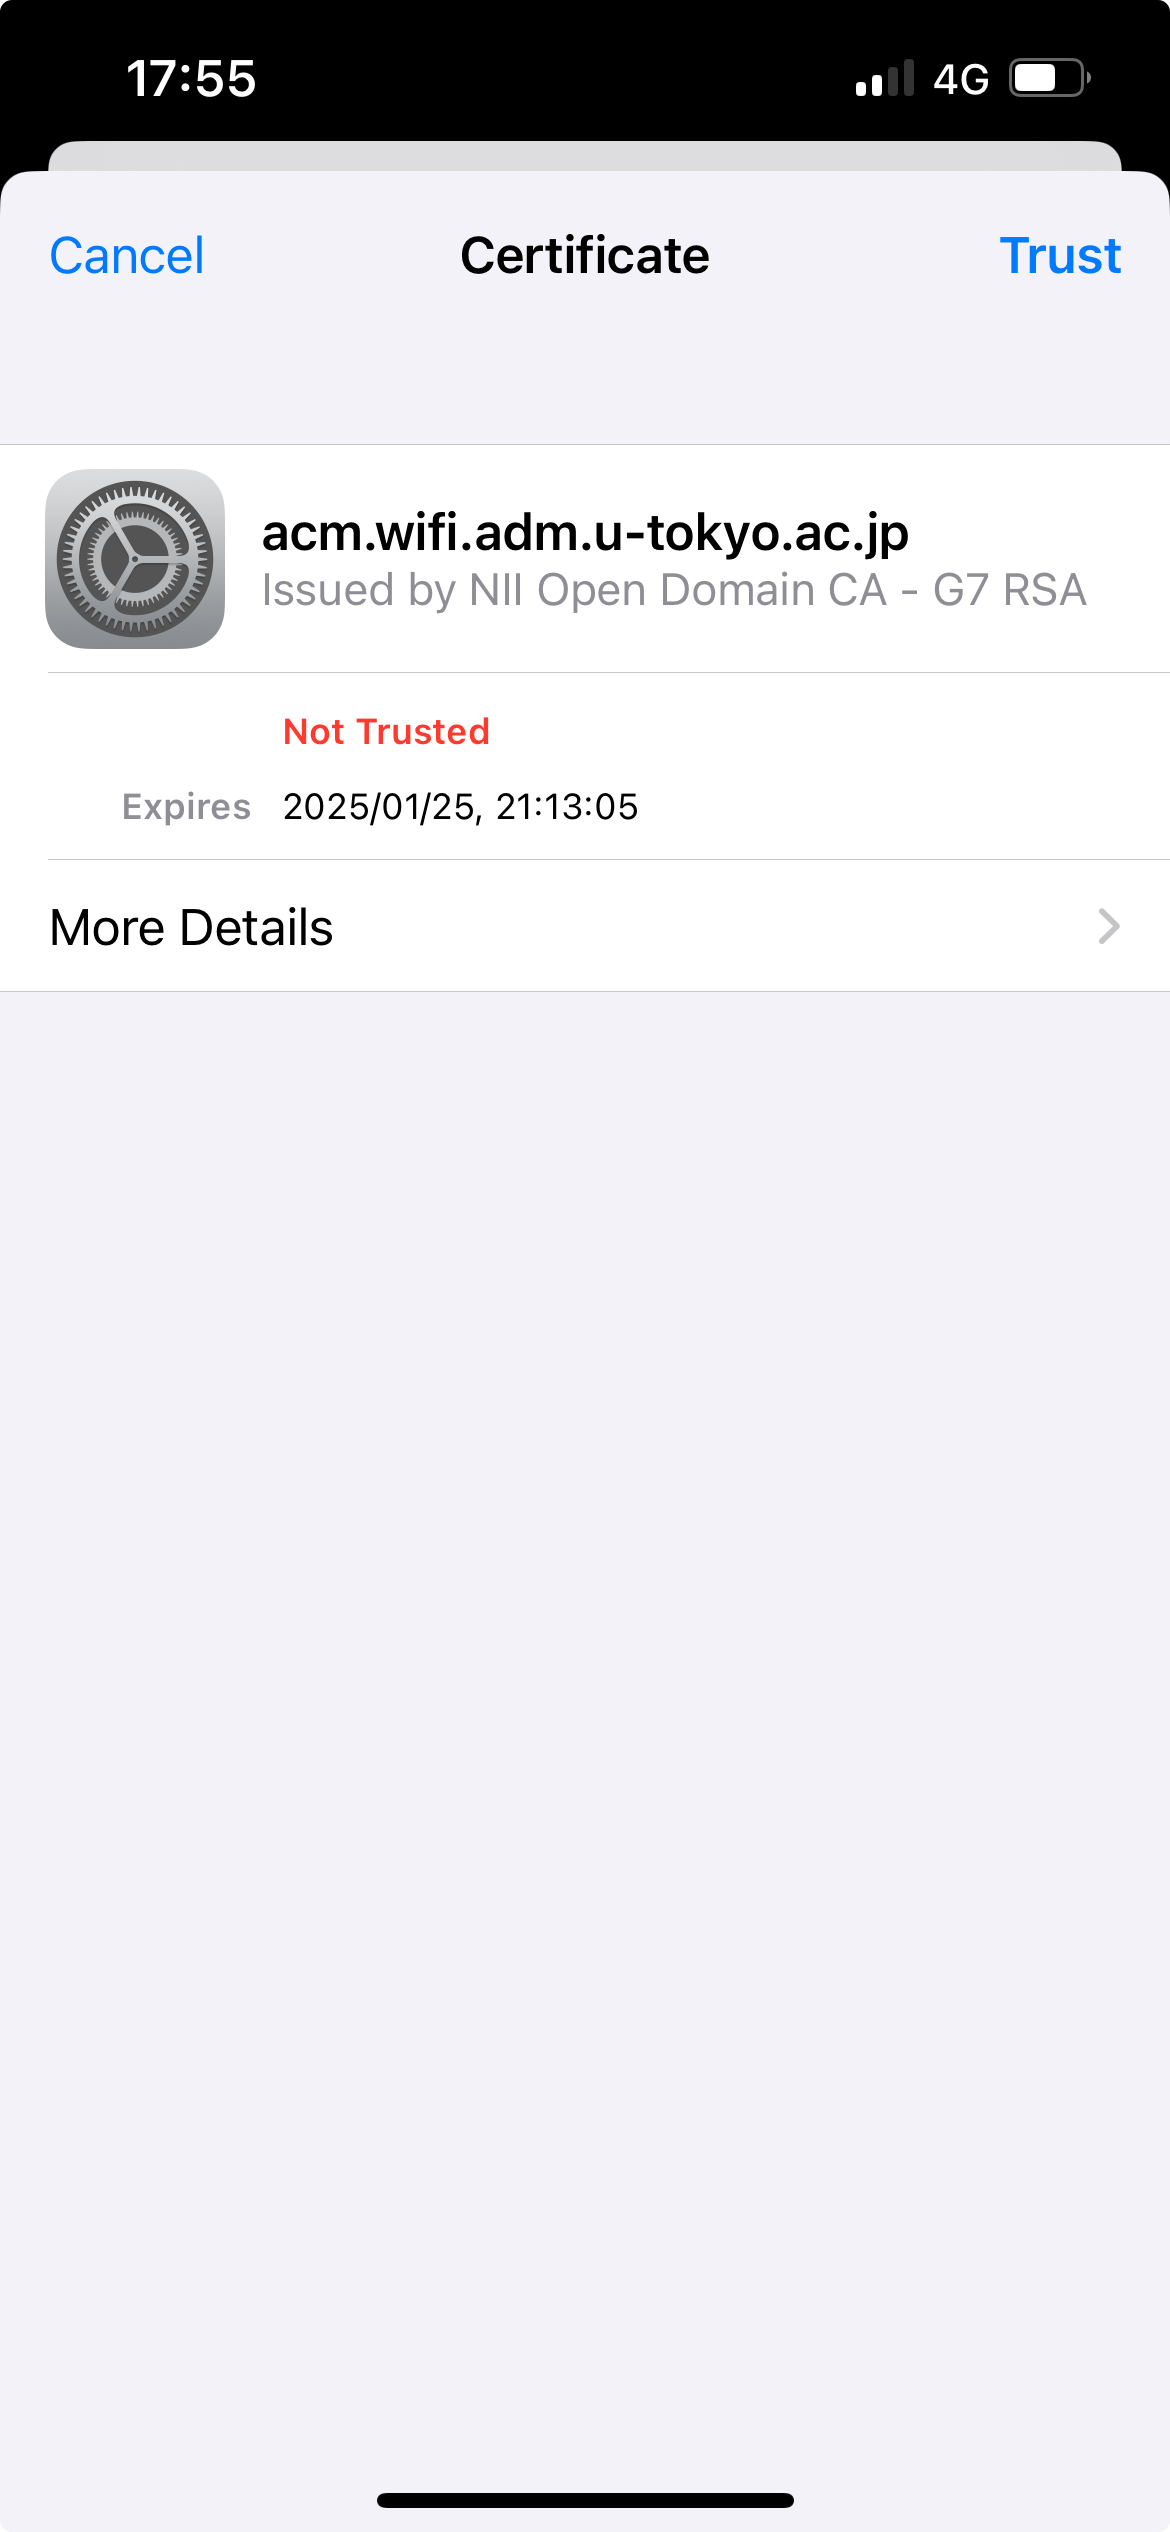 17:55
4G
Cancel
Certificate
Trust
acm.wifi.adm.u-tokyo.ac.jp
Issued by NII Open Domain CA - G7 RSA
Not Trusted
Expires 2025/01/25, 21:13:05
More Details